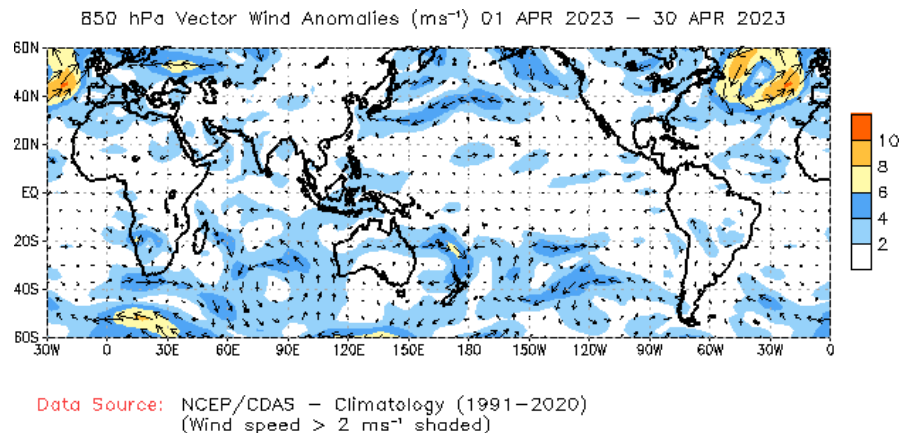 850 hPa Vector Wind Anomalies (ms⁻¹) 01 APR 2023 – 30 APR 2023
60N
40N
20N
EQ
20S
40S
60S
30W 0 30E 60E 90E 120E 150E 180 150W 120W 90W 60W 30W 0
10
8
6
4
2
Data Source: NCEP/CDAS – Climatology (1991–2020)
(Wind speed > 2 ms⁻¹ shaded)